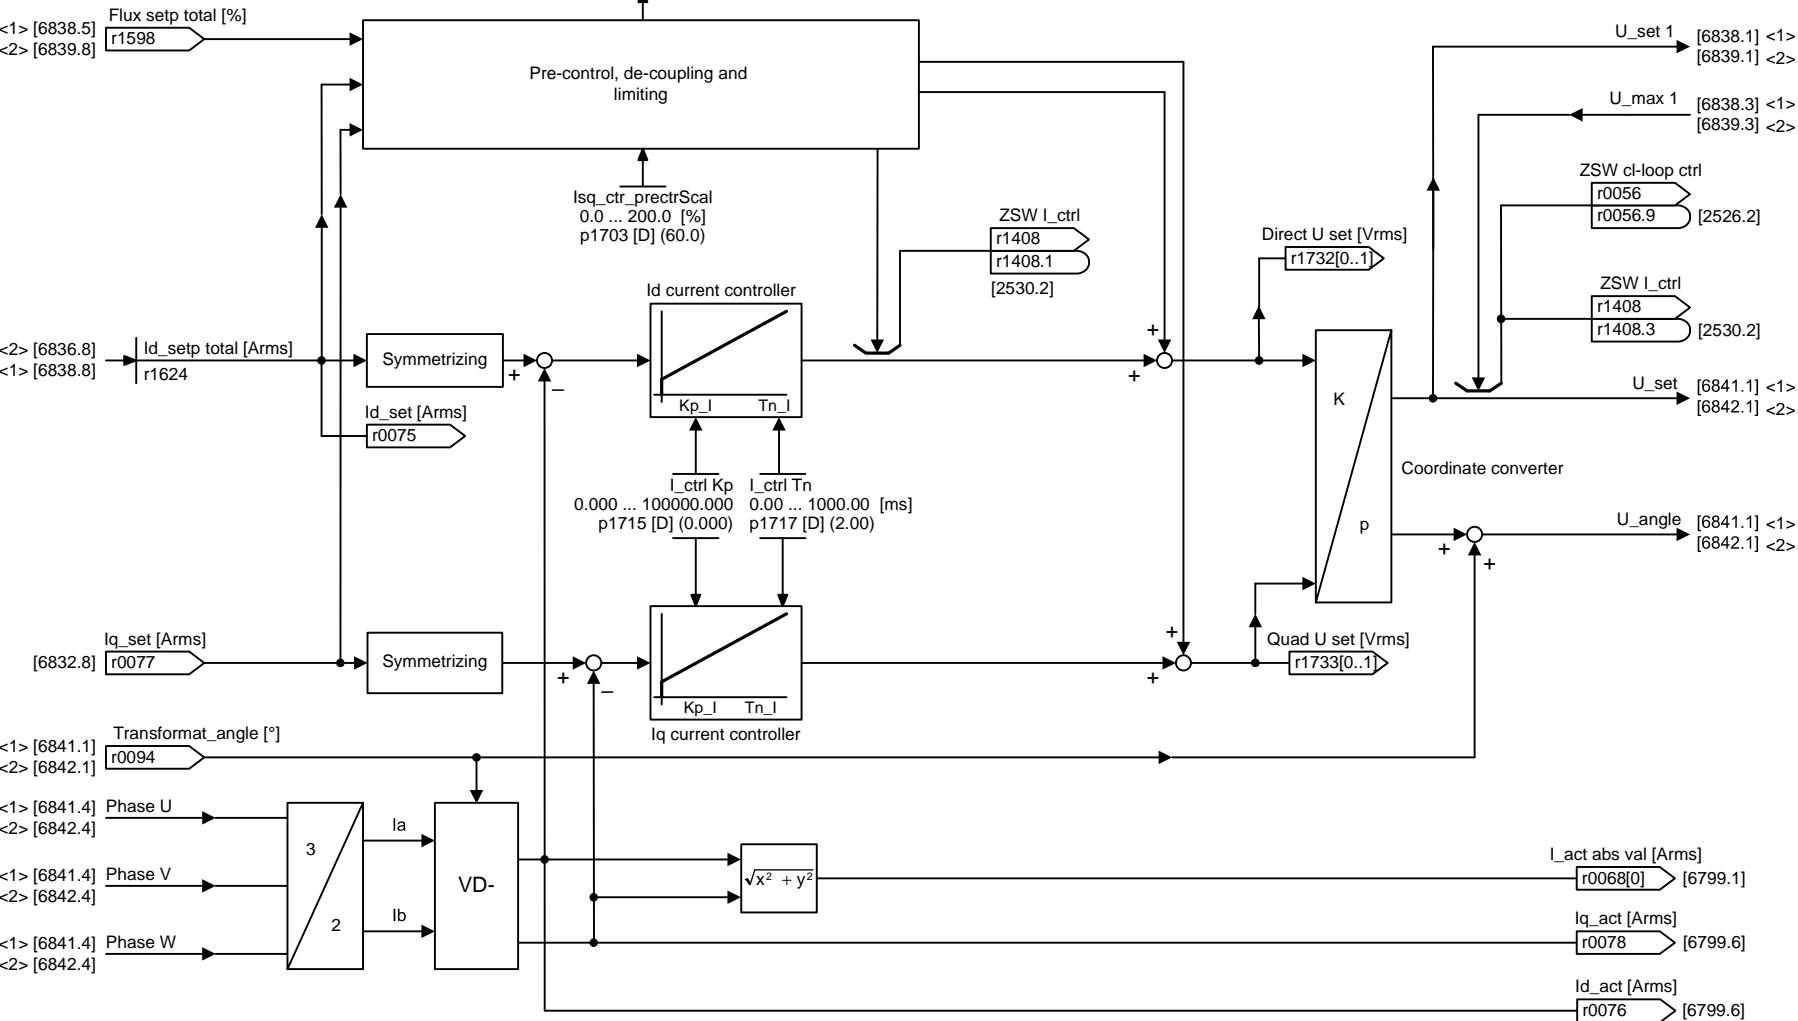 Flux setp total [%]
<1> [6838.5]
r1598
<2> [6839.8]
Pre-control, de-coupling and
limiting
U_set 1
[6838.1] <1>
[6839.1] <2>
U_max 1
[6838.3] <1>
[6839.3] <2>
Isq_ctr_prectrScal
0.0 ... 200.0 [%]
p1703 [D] (60.0)
ZSW I_ctrl
r1408
r1408.1
[2530.2]
ZSW cl-loop ctrl
r0056
r0056.9
[2526.2]
Direct U set [Vrms]
r1732[0..1]
ZSW I_ctrl
r1408
r1408.3
[2530.2]
Id current controller
Kp_I
Tn_I
<2> [6836.8]
<1> [6838.8]
Id_setp total [Arms]
r1624
Symmetrizing
+
–
+
+
Id_set [Arms]
r0075
K
p
U_set
[6841.1] <1>
[6842.1] <2>
Coordinate converter
I_ctrl Kp
0.000 ... 100000.000
p1715 [D] (0.000)
I_ctrl Tn
0.00 ... 1000.00 [ms]
p1717 [D] (2.00)
U_angle
[6841.1] <1>
[6842.1] <2>
+
+
Iq_set [Arms]
[6832.8]
r0077
Symmetrizing
+
–
Kp_I
Tn_I
Iq current controller
+
+
Quad U set [Vrms]
r1733[0..1]
Transformat_angle [°]
<1> [6841.1]
r0094
<2> [6842.1]
<1> [6841.4]
Phase U
<2> [6842.4]
<1> [6841.4]
Phase V
<2> [6842.4]
<1> [6841.4]
Phase W
<2> [6842.4]
3
2
Ia
Ib
VD-
√x² + y²
I_act abs val [Arms]
r0068[0]
[6799.1]
Iq_act [Arms]
r0078
[6799.6]
Id_act [Arms]
r0076
[6799.6]